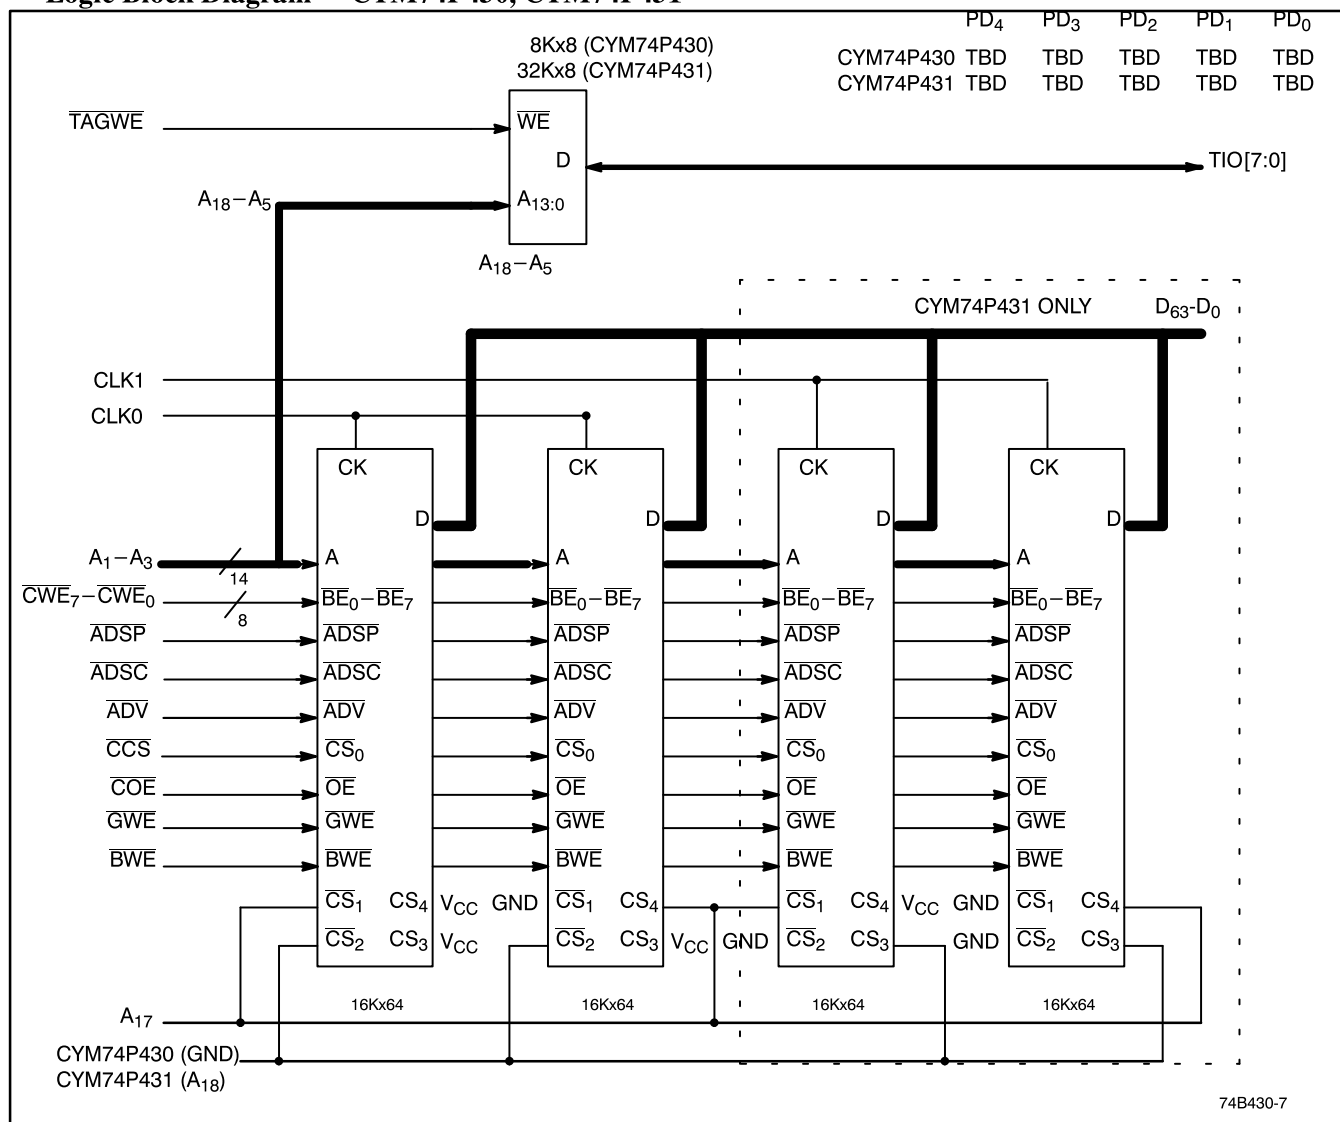 Logic Block Diagram — CYM74P430, CYM74P431
PD4 PD3 PD2 PD1 PD0
CYM74P430 TBD TBD TBD TBD TBD
CYM74P431 TBD TBD TBD TBD TBD
8Kx8 (CYM74P430)
32Kx8 (CYM74P431)
TAGWE
WE
D
TIO[7:0]
A18–A5
A13:0
A18–A5
CYM74P431 ONLY
D63-D0
CLK1
CLK0
CK CK CK CK
D D D D
A1–A3 14 A A A A
CWE7–CWE0 8 BE0–BE7 BE0–BE7 BE0–BE7 BE0–BE7
ADSP ADSP ADSP ADSP ADSP
ADSC ADSC ADSC ADSC ADSC
ADV ADV ADV ADV ADV
CCS CS0 CS0 CS0 CS0
COE OE OE OE OE
GWE GWE GWE GWE GWE
BWE BWE BWE BWE BWE
CS1 CS4 VCC GND CS1 CS4 CS1 CS4 VCC GND CS1 CS4
CS2 CS3 VCC CS2 CS3 VCC GND CS2 CS3 GND CS2 CS3
16Kx64 16Kx64 16Kx64 16Kx64
A17
CYM74P430 (GND)
CYM74P431 (A18)
74B430-7